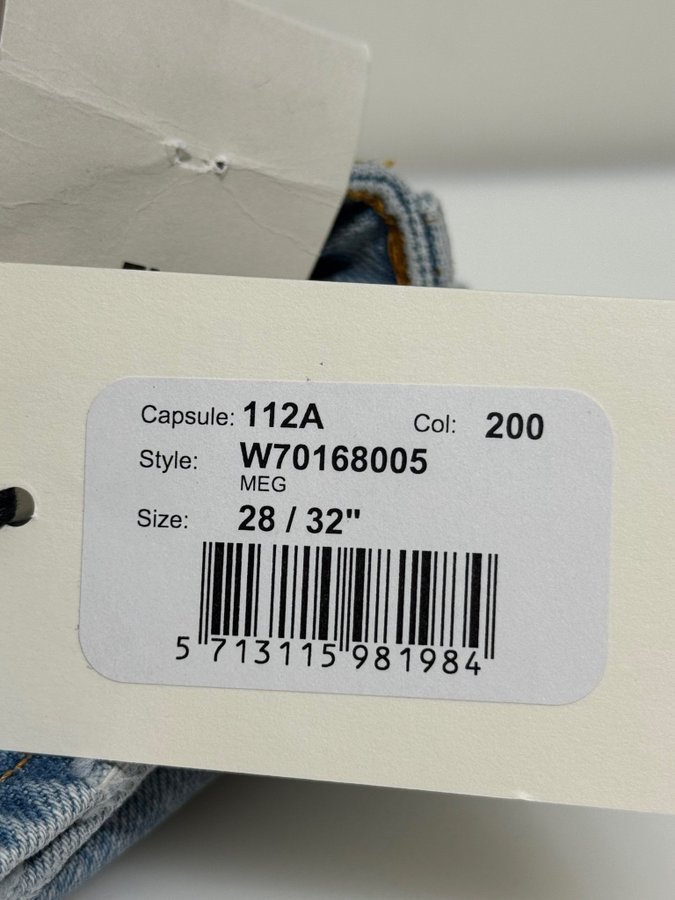 Capsule: 112A Col: 200
Style: W70168005
MEG
Size: 28 / 32"
5 713115 981984